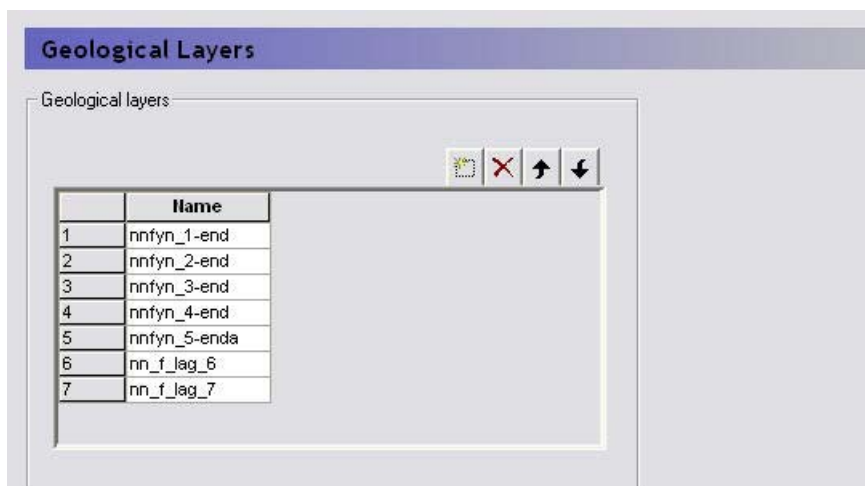 Geological Layers
Geological layers
Name
1 nnfyn_1-end
2 nnfyn_2-end
3 nnfyn_3-end
4 nnfyn_4-end
5 nnfyn_5-enda
6 nn_f_lag_6
7 nn_f_lag_7